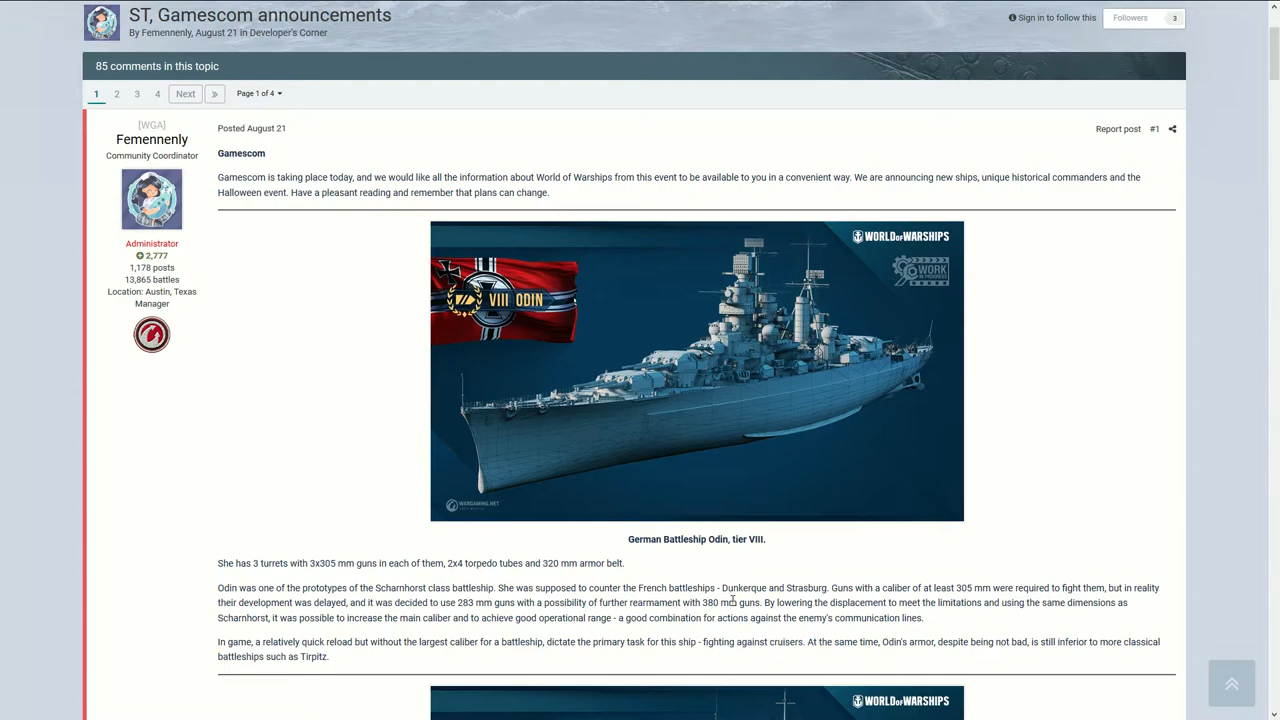 ST, Gamescom announcements
By Femennenly, August 21 in Developer's Corner
Sign in to follow this
Followers
3
85 comments in this topic
1 2 3 4 Next » Page 1 of 4
[WGA]
Femennenly
Community Coordinator
Administrator
2,777
1,178 posts
13,865 battles
Location: Austin, Texas
Manager
Posted August 21
Report post #1
Gamescom
Gamescom is taking place today, and we would like all the information about World of Warships from this event to be available to you in a convenient way. We are announcing new ships, unique historical commanders and the
Halloween event. Have a pleasant reading and remember that plans can change.
WORLD OF WARSHIPS
WORK IN PROGRESS
VIII ODIN
WARGAMING.NET
German Battleship Odin, tier VIII.
She has 3 turrets with 3x305 mm guns in each of them, 2x4 torpedo tubes and 320 mm armor belt.
Odin was one of the prototypes of the Scharnhorst class battleship. She was supposed to counter the French battleships - Dunkerque and Strasburg. Guns with a caliber of at least 305 mm were required to fight them, but in reality
their development was delayed, and it was decided to use 283 mm guns with a possibility of further rearmament with 380 mm guns. By lowering the displacement to meet the limitations and using the same dimensions as
Scharnhorst, it was possible to increase the main caliber and to achieve good operational range - a good combination for actions against the enemy's communication lines.
In game, a relatively quick reload but without the largest caliber for a battleship, dictate the primary task for this ship - fighting against cruisers. At the same time, Odin's armor, despite being not bad, is still inferior to more classical
battleships such as Tirpitz.
WORLD OF WARSHIPS